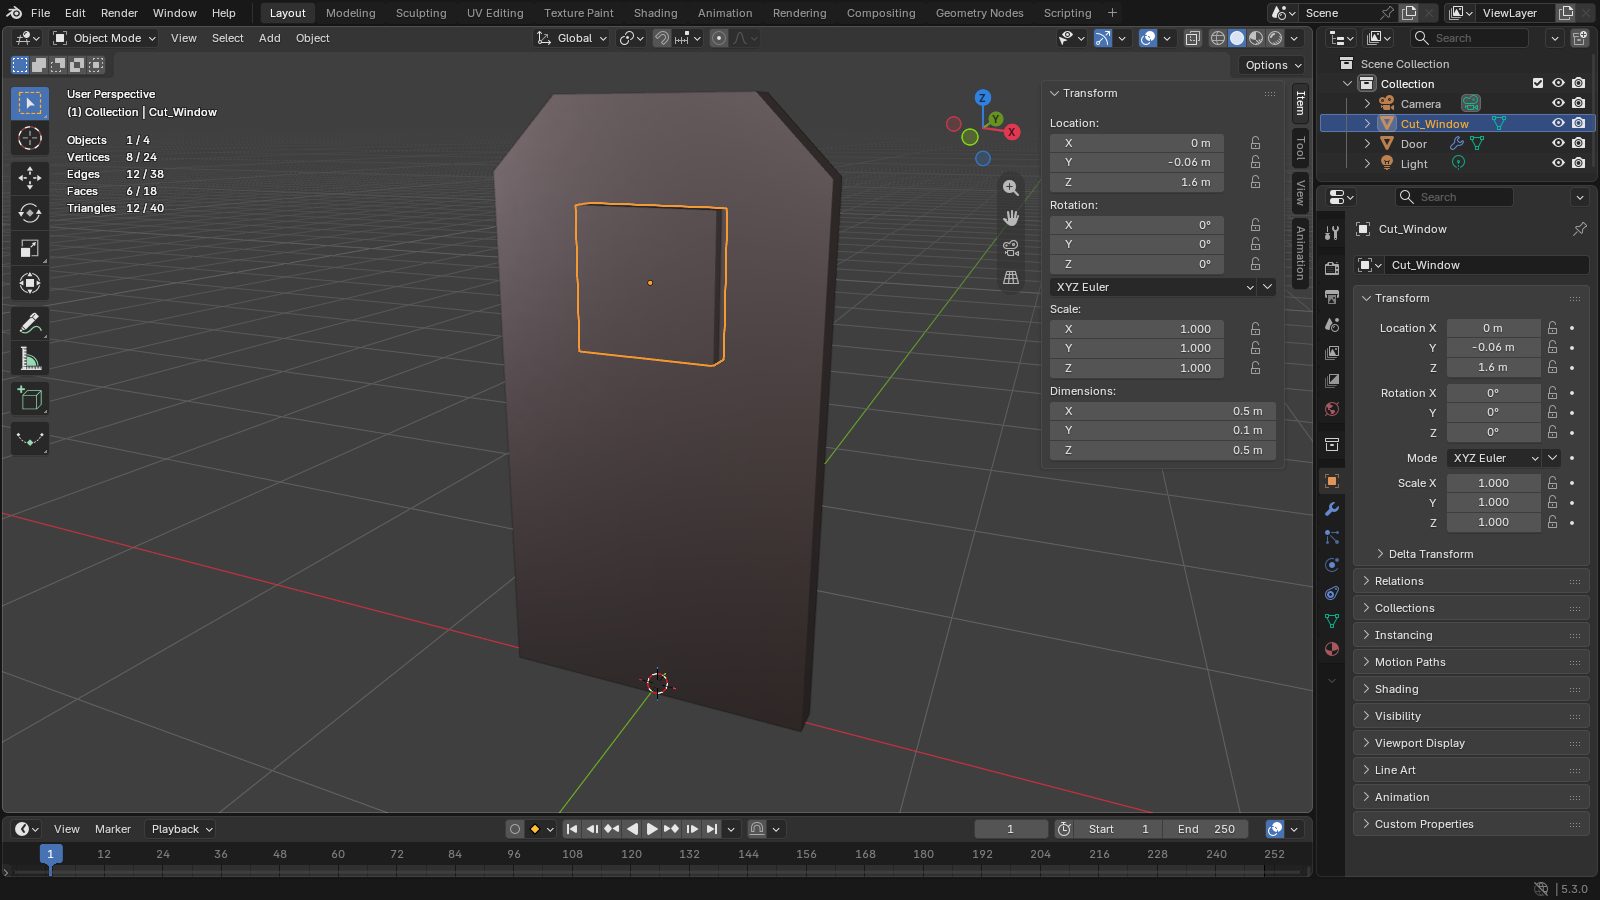 File Edit Render Window Help Layout Modeling Sculpting UV Editing Texture Paint Shading Animation Rendering Compositing Geometry Nodes Scripting + Scene ViewLayer
Object Mode View Select Add Object Global Search
Options
User Perspective
(1) Collection | Cut_Window
Objects 1 / 4
Vertices 8 / 24
Edges 12 / 38
Faces 6 / 18
Triangles 12 / 40
Z
Y
X
Transform
Location:
X 0 m
Y -0.06 m
Z 1.6 m
Rotation:
X 0°
Y 0°
Z 0°
XYZ Euler
Scale:
X 1.000
Y 1.000
Z 1.000
Dimensions:
X 0.5 m
Y 0.1 m
Z 0.5 m
Item
Tool
View
Animation
Scene Collection
Collection
Camera
Cut_Window
Door
Light
Search
Cut_Window
Cut_Window
Transform
Location X 0 m
Y -0.06 m
Z 1.6 m
Rotation X 0°
Y 0°
Z 0°
Mode XYZ Euler
Scale X 1.000
Y 1.000
Z 1.000
Delta Transform
Relations
Collections
Instancing
Motion Paths
Shading
Visibility
Viewport Display
Line Art
Animation
Custom Properties
View Marker Playback 1 Start 1 End 250
1 12 24 36 48 60 72 84 96 108 120 132 144 156 168 180 192 204 216 228 240 252
5.3.0